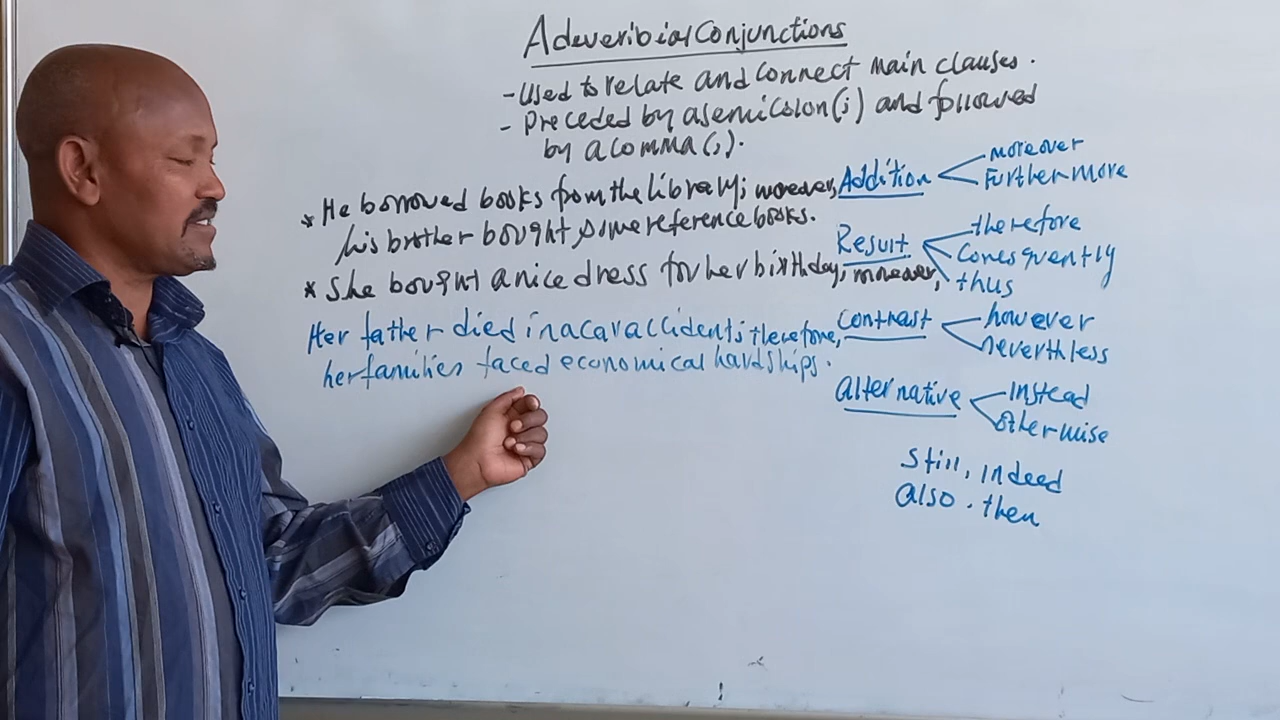 Adeveribial Conjunctions
- Used to relate and connect main clauses.
- Preceded by a semicolon(;) and followed
by a comma (,).
* He borrowed books from the library; moreover,
his brother bought some reference books.
* She bought a nice dress for her birthday; moreover,
Her father died in a car accident; therefore,
her families faced economical hardships.
Addition
moreover
Furthermore
Result
therefore
Conesquently
thus
Contrast
however
nevertheless
alternative
instead
otherwise
Still, indeed
also. then